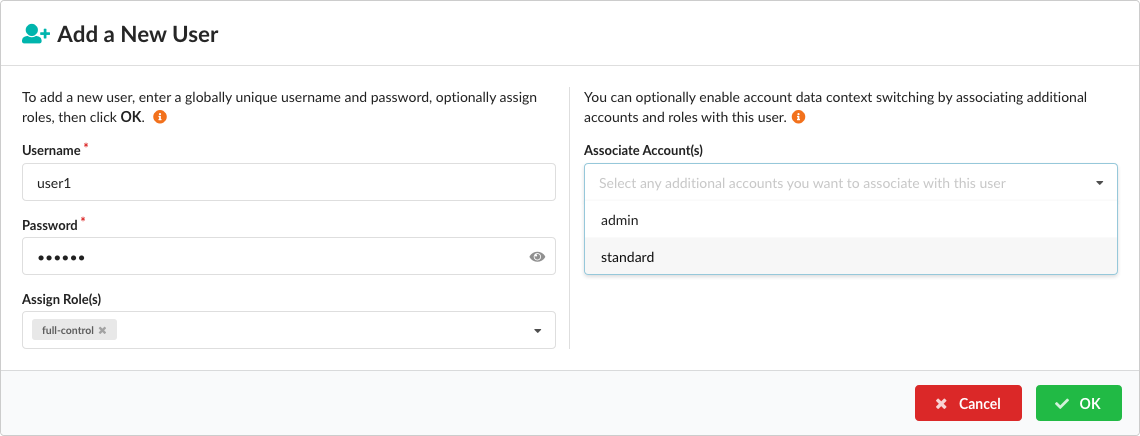 Add a New User
To add a new user, enter a globally unique username and password, optionally assign
roles, then click OK.
Username *
user1
Password *
••••••
Assign Role(s)
full-control
You can optionally enable account data context switching by associating additional
accounts and roles with this user.
Associate Account(s)
Select any additional accounts you want to associate with this user
admin
standard
Cancel
OK